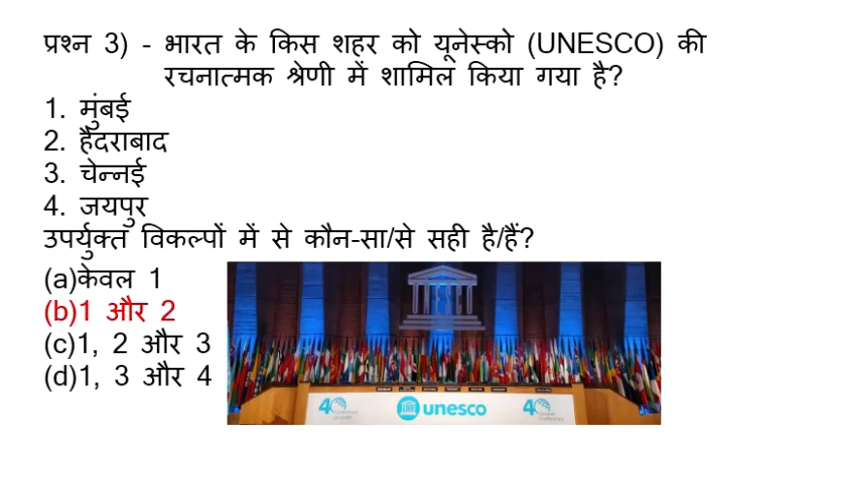 प्रश्न 3) - भारत के किस शहर को यूनेस्को (UNESCO) की
रचनात्मक श्रेणी में शामिल किया गया है?
1. मुंबई
2. हैदराबाद
3. चेन्नई
4. जयपुर
उपर्युक्त विकल्पों में से कौन-सा/से सही है/हैं?
(a)केवल 1
(b)1 और 2
(c)1, 2 और 3
(d)1, 3 और 4
40 unesco 40